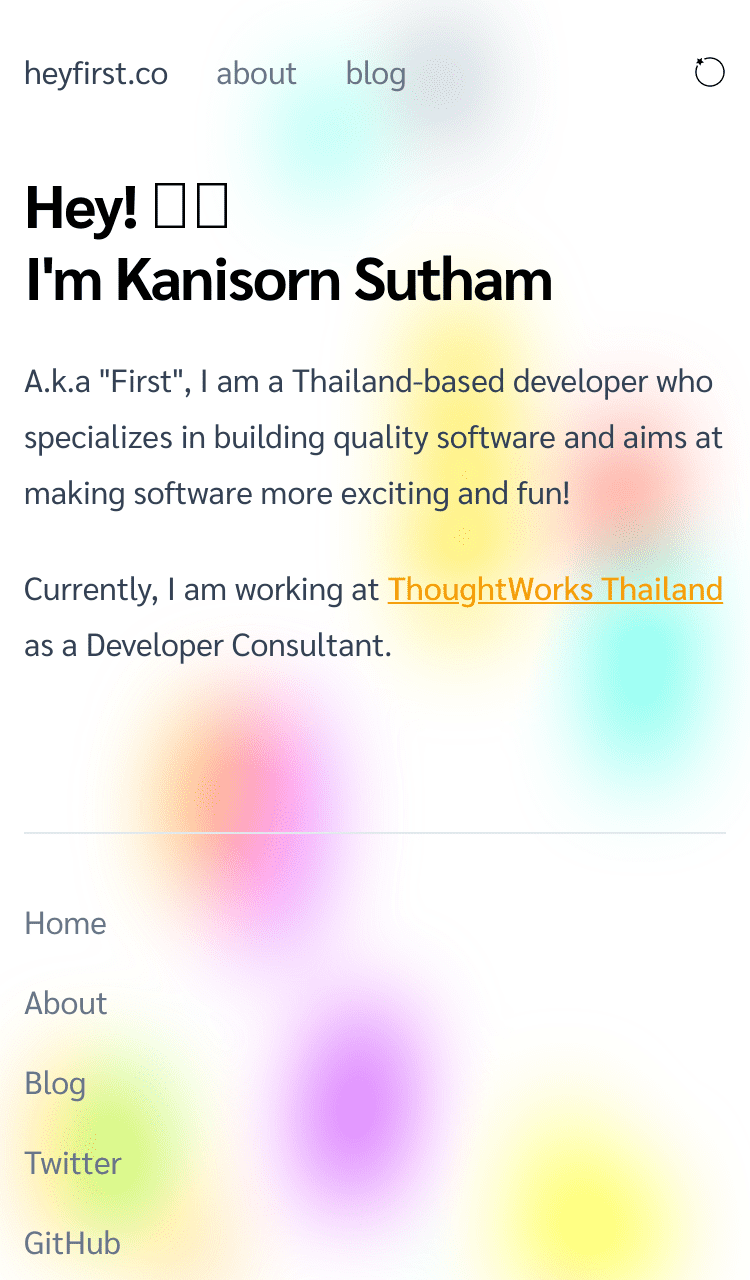 heyfirst.co about blog
Hey!
I'm Kanisorn Sutham
A.k.a "First", I am a Thailand-based developer who
specializes in building quality software and aims at
making software more exciting and fun!
Currently, I am working at ThoughtWorks Thailand
as a Developer Consultant.
Home
About
Blog
Twitter
GitHub